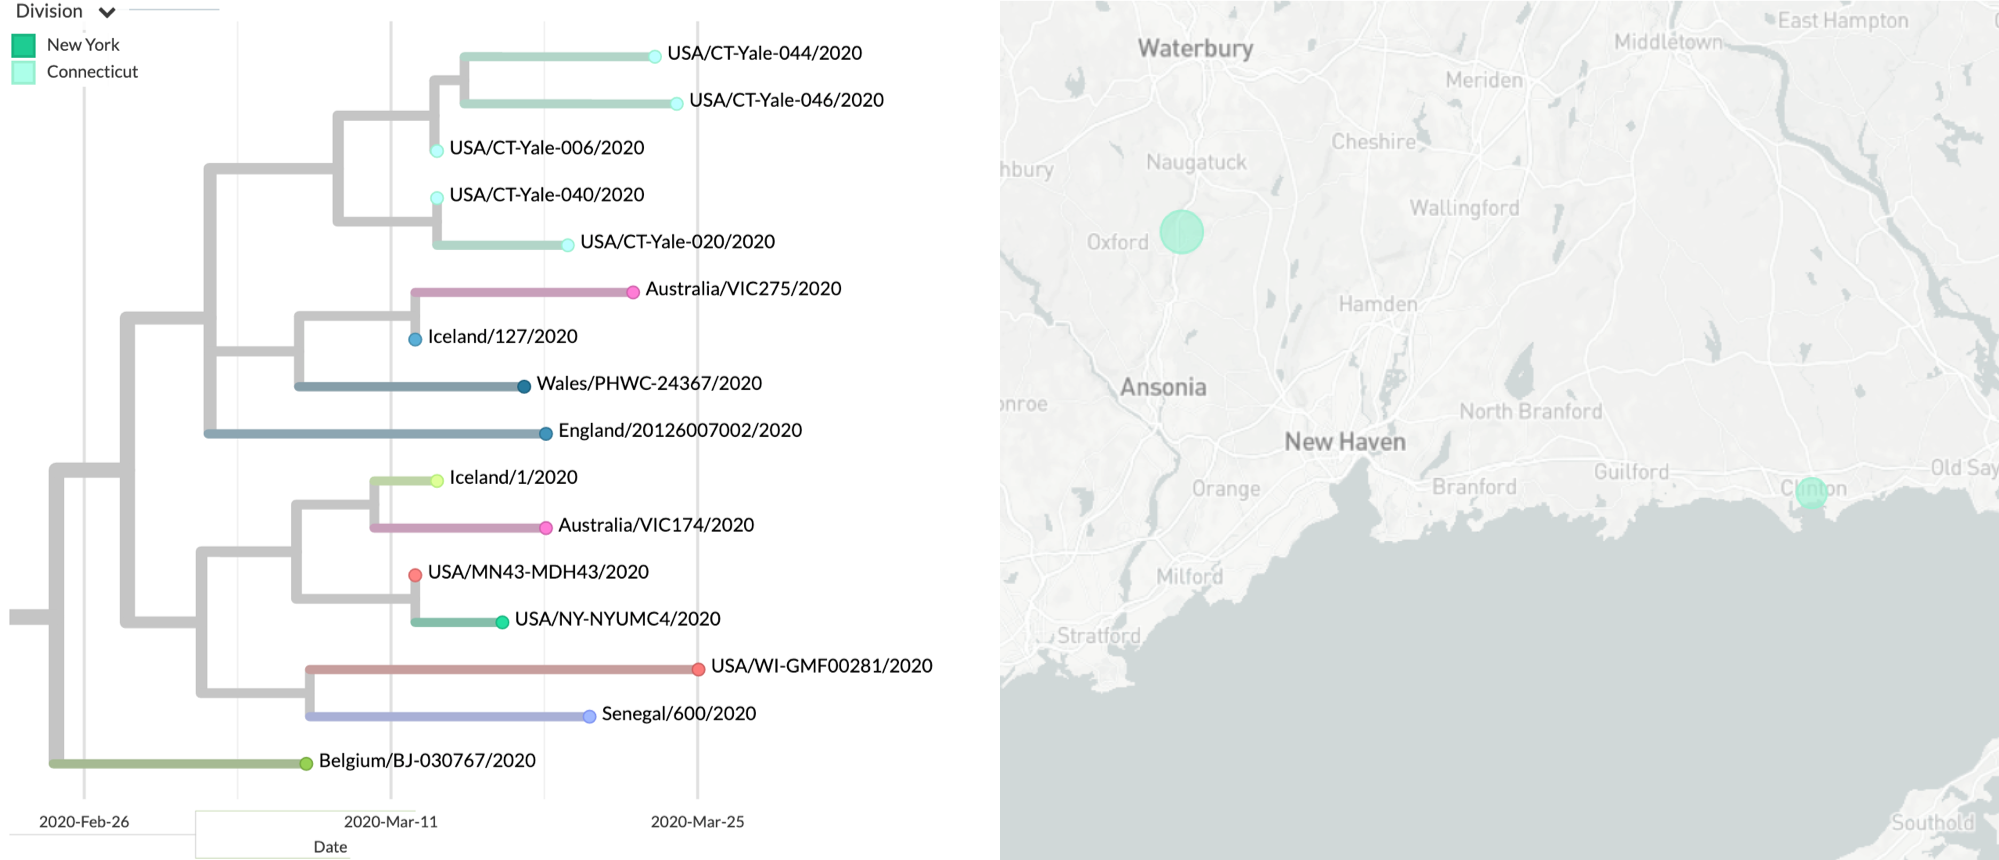 Division
New York
Connecticut
USA/CT-Yale-044/2020
USA/CT-Yale-046/2020
USA/CT-Yale-006/2020
USA/CT-Yale-040/2020
USA/CT-Yale-020/2020
Australia/VIC275/2020
Iceland/127/2020
Wales/PHWC-24367/2020
England/20126007002/2020
Iceland/1/2020
Australia/VIC174/2020
USA/MN43-MDH43/2020
USA/NY-NYUMC4/2020
USA/WI-GMF00281/2020
Senegal/600/2020
Belgium/BJ-030767/2020
2020-Feb-26
2020-Mar-11
2020-Mar-25
Date
East Hampton
Waterbury
Middletown
Meriden
Cheshire
Naugatuck
hbury
Wallingford
Oxford
Hamden
Ansonia
nroe
North Branford
New Haven
Guilford
Old Say
Orange
Branford
Clinton
Milford
Stratford
Southold